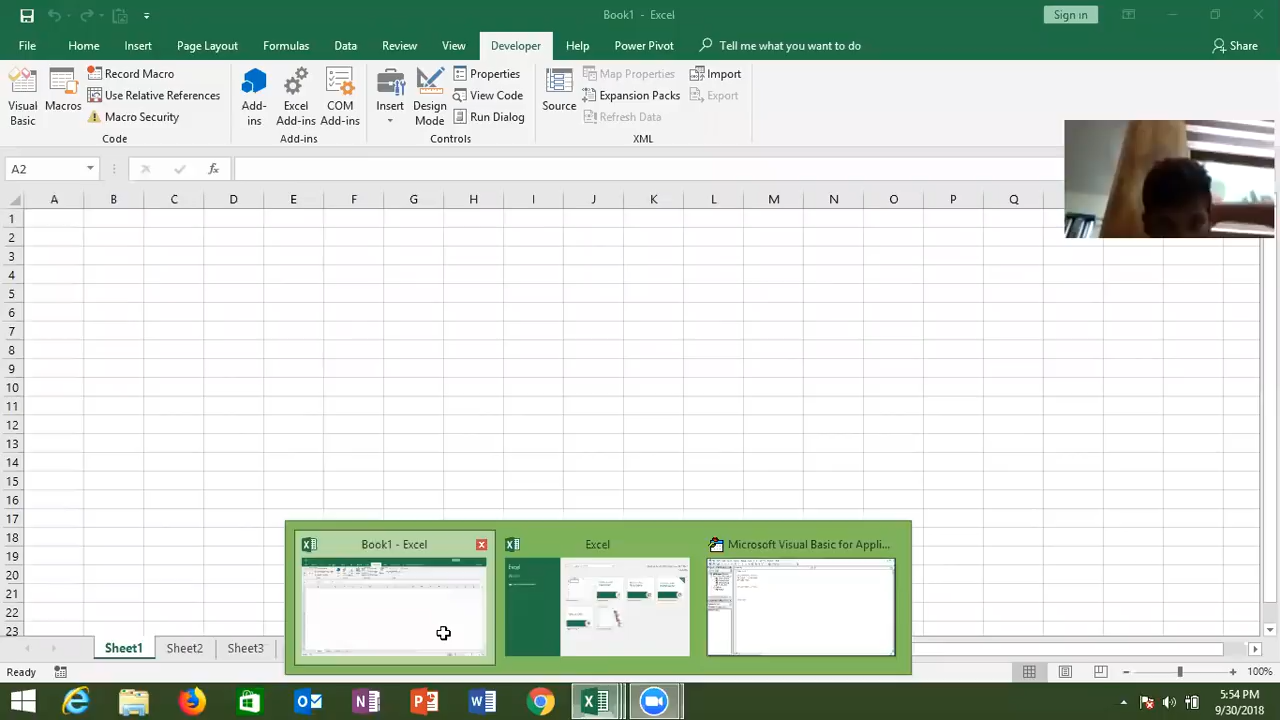 Book1 - Excel
Sign in
File Home Insert Page Layout Formulas Data Review View Developer Help Power Pivot Tell me what you want to do Share
Visual Basic
Macros
Record Macro
Use Relative References
Macro Security
Code
Add-ins
Excel Add-ins
COM Add-ins
Add-ins
Insert
Design Mode
Properties
View Code
Run Dialog
Controls
Source
Map Properties
Expansion Packs
Refresh Data
Import
Export
XML
A2
fx
A B C D E F G H I J K L M N O P Q
1
2
3
4
5
6
7
8
9
10
11
12
13
14
15
16
17
18
19
20
21
22
23
Book1 - Excel
Excel
Microsoft Visual Basic for Appli...
Sheet1 Sheet2 Sheet3
Ready
100%
5:54 PM
9/30/2018